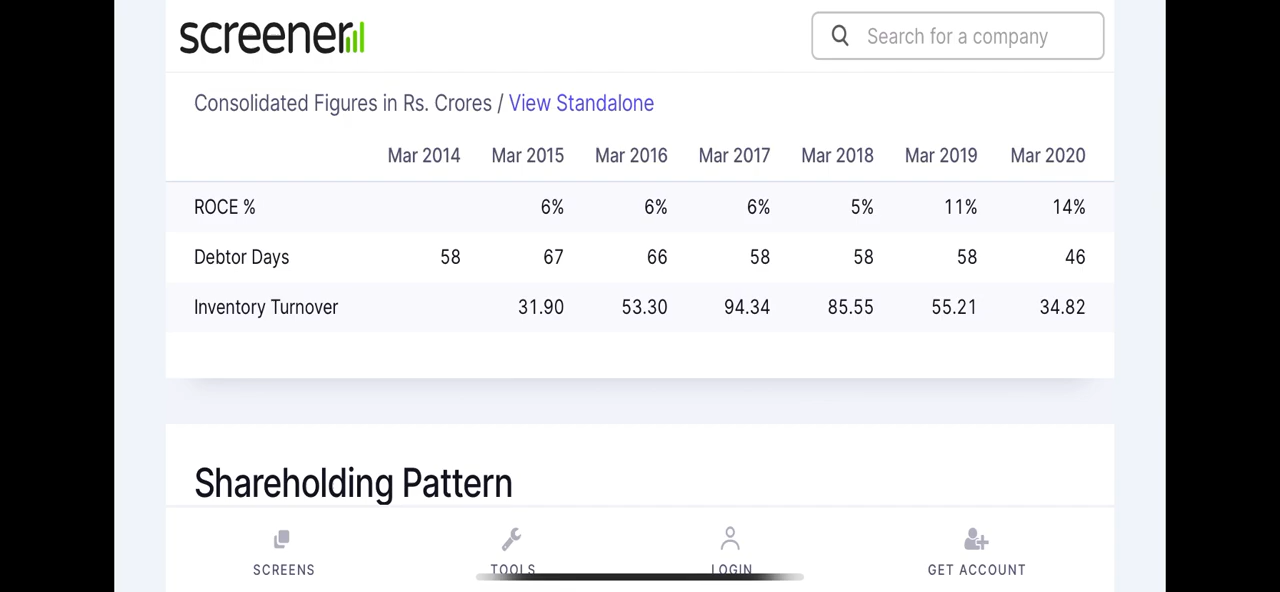 screener
Search for a company
Consolidated Figures in Rs. Crores / View Standalone
Mar 2014 Mar 2015 Mar 2016 Mar 2017 Mar 2018 Mar 2019 Mar 2020
ROCE % 6% 6% 6% 5% 11% 14%
Debtor Days 58 67 66 58 58 58 46
Inventory Turnover 31.90 53.30 94.34 85.55 55.21 34.82
Shareholding Pattern
SCREENS TOOLS LOGIN GET ACCOUNT